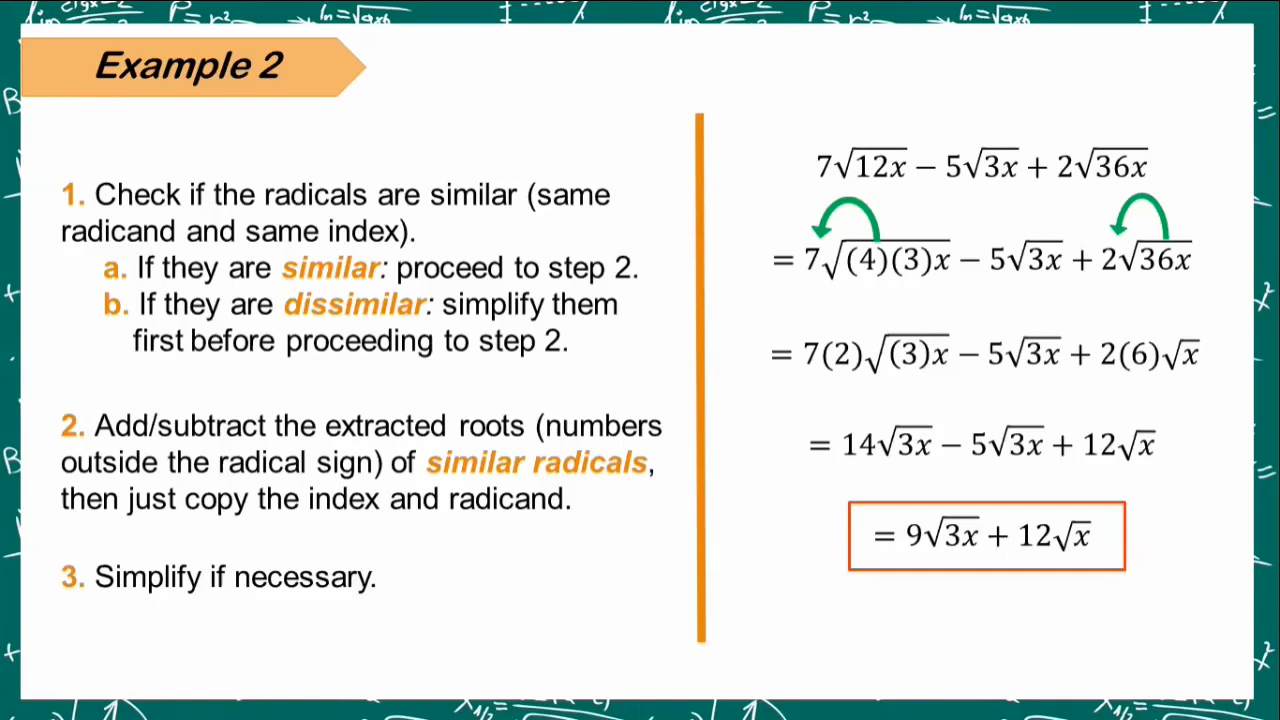 Example 2
1. Check if the radicals are similar (same
radicand and same index).
a. If they are similar: proceed to step 2.
b. If they are dissimilar: simplify them
first before proceeding to step 2.
2. Add/subtract the extracted roots (numbers
outside the radical sign) of similar radicals,
then just copy the index and radicand.
3. Simplify if necessary.
7√12x − 5√3x + 2√36x
= 7√(4)(3)x − 5√3x + 2√36x
= 7(2)√(3)x − 5√3x + 2(6)√x
= 14√3x − 5√3x + 12√x
= 9√3x + 12√x